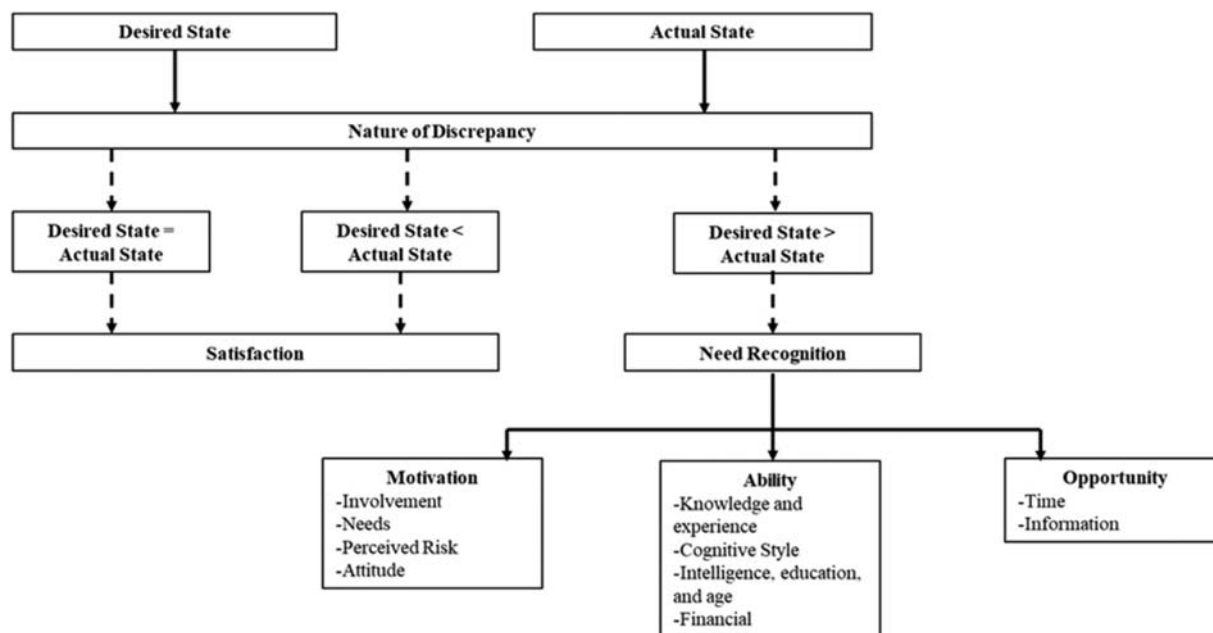 Desired State
Actual State
Nature of Discrepancy
Desired State =
Actual State
Desired State <
Actual State
Desired State >
Actual State
Satisfaction
Need Recognition
Motivation
-Involvement
-Needs
-Perceived Risk
-Attitude
Ability
-Knowledge and
experience
-Cognitive Style
-Intelligence, education,
and age
-Financial
Opportunity
-Time
-Information